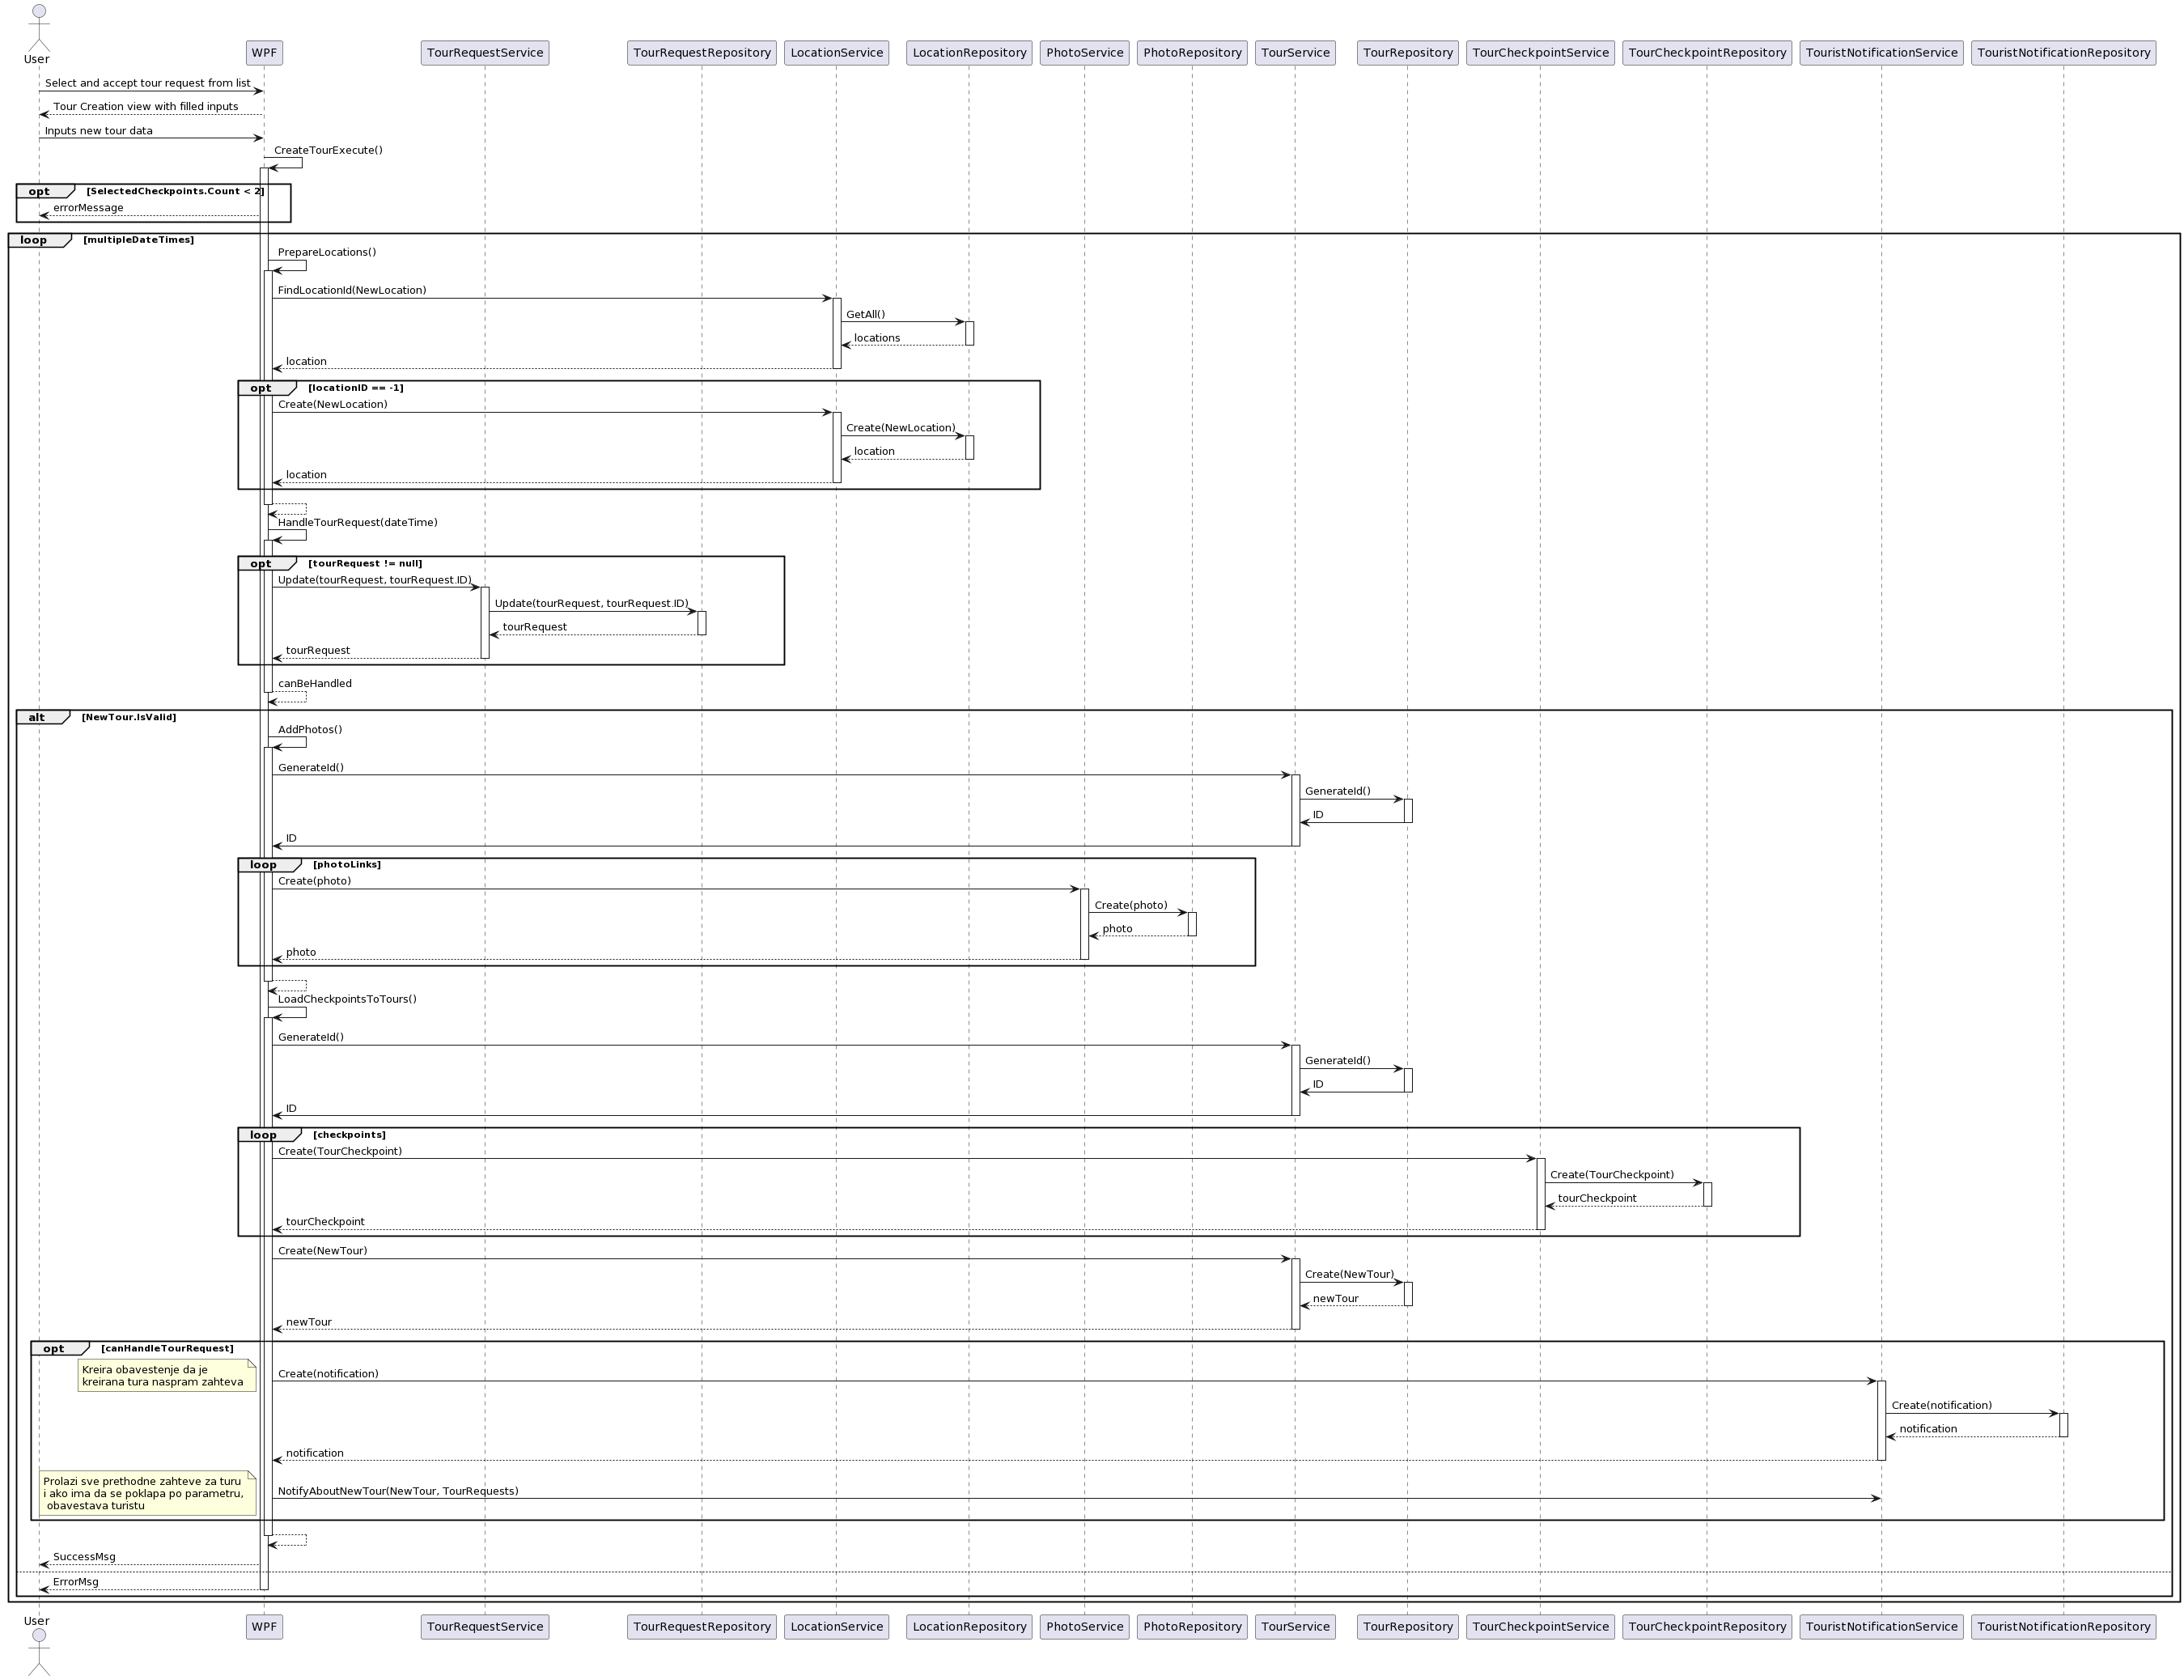 User
WPF
TourRequestService
TourRequestRepository
LocationService
LocationRepository
PhotoService
PhotoRepository
TourService
TourRepository
TourCheckpointService
TourCheckpointRepository
TouristNotificationService
TouristNotificationRepository
Select and accept tour request from list
Tour Creation view with filled inputs
Inputs new tour data
CreateTourExecute()
opt
[SelectedCheckpoints.Count < 2]
errorMessage
loop
[multipleDateTimes]
PrepareLocations()
FindLocationId(NewLocation)
GetAll()
locations
location
opt
[locationID == -1]
Create(NewLocation)
Create(NewLocation)
location
location
HandleTourRequest(dateTime)
opt
[tourRequest != null]
Update(tourRequest, tourRequest.ID)
Update(tourRequest, tourRequest.ID)
tourRequest
tourRequest
canBeHandled
alt
[NewTour.IsValid]
AddPhotos()
GenerateId()
GenerateId()
ID
ID
loop
[photoLinks]
Create(photo)
Create(photo)
photo
photo
LoadCheckpointsToTours()
GenerateId()
GenerateId()
ID
ID
loop
[checkpoints]
Create(TourCheckpoint)
Create(TourCheckpoint)
tourCheckpoint
tourCheckpoint
Create(NewTour)
Create(NewTour)
newTour
newTour
opt
[canHandleTourRequest]
Kreira obavestenje da je
kreirana tura naspram zahteva
Create(notification)
Create(notification)
notification
notification
Prolazi sve prethodne zahteve za turu
i ako ima da se poklapa po parametru,
obavestava turistu
NotifyAboutNewTour(NewTour, TourRequests)
SuccessMsg
ErrorMsg
User
WPF
TourRequestService
TourRequestRepository
LocationService
LocationRepository
PhotoService
PhotoRepository
TourService
TourRepository
TourCheckpointService
TourCheckpointRepository
TouristNotificationService
TouristNotificationRepository